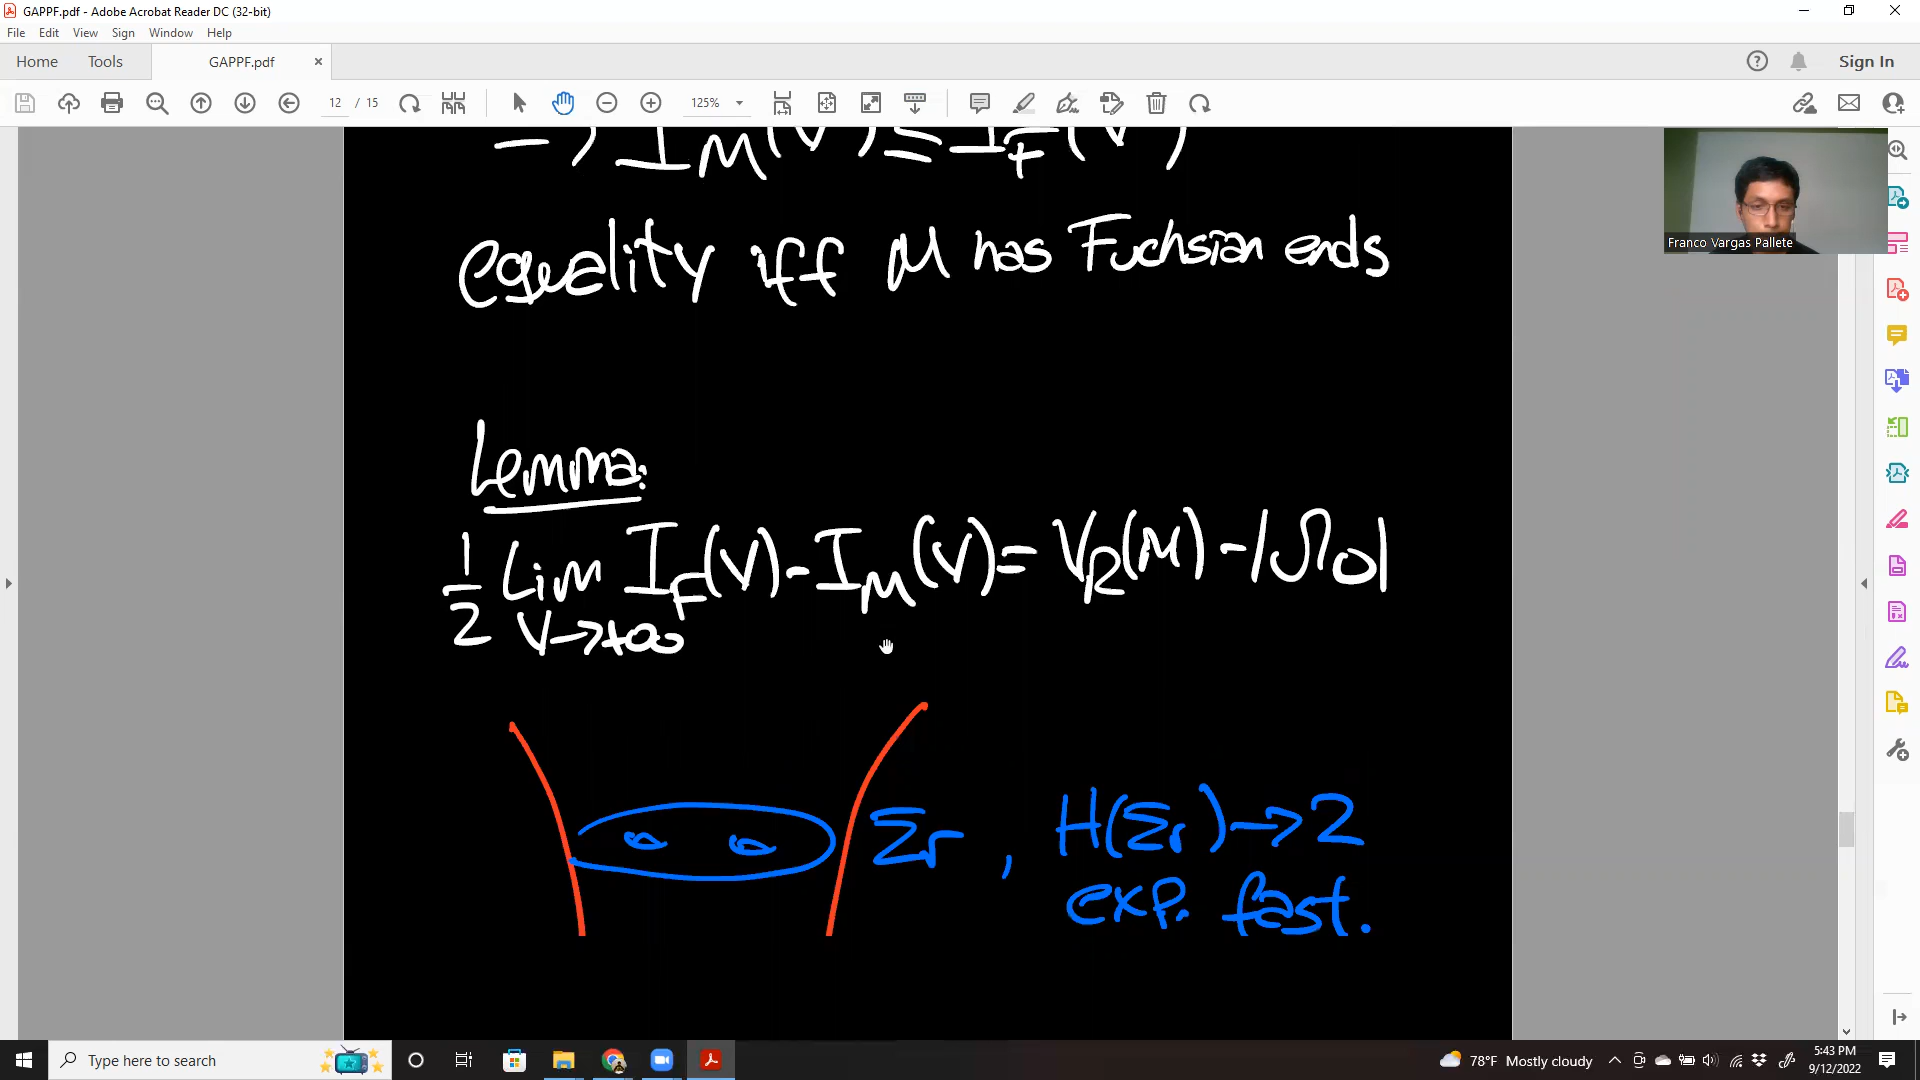 GAPPF.pdf - Adobe Acrobat Reader DC (32-bit)
File Edit View Sign Window Help
Home Tools GAPPF.pdf × Sign In
12 / 15 125%
→ I_M(V) ≤ I_F(V)
equality iff M has Fuchsian ends
Franco Vargas Pallete
Lemma:
1/2 Lim_{V→+∞} I_F(V) - I_M(V) = V_R(M) - |Ω_0|
Σ_r , H(Σ_r) → 2
exp. fast.
Type here to search
78°F Mostly cloudy
5:43 PM
9/12/2022